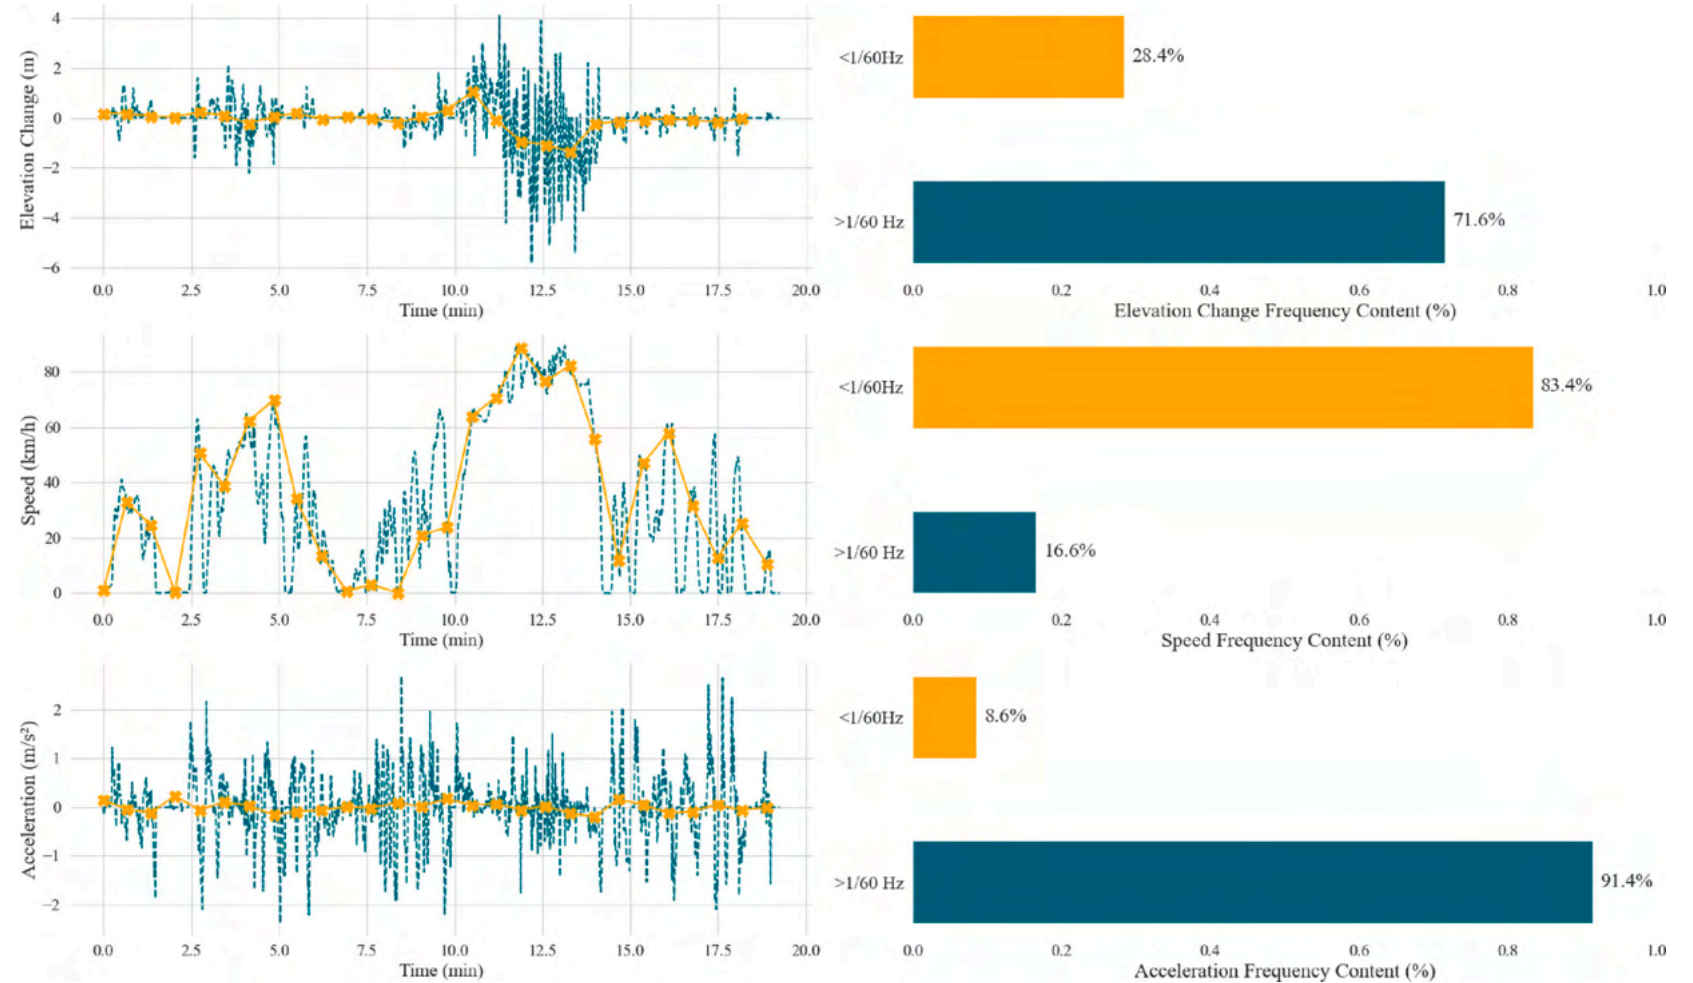 4
2
0
−2
−4
−6
Elevation Change (m)
0.0 2.5 5.0 7.5 10.0 12.5 15.0 17.5 20.0
Time (min)
<1/60Hz
28.4%
>1/60 Hz
71.6%
0.0 0.2 0.4 0.6 0.8 1.0
Elevation Change Frequency Content (%)
80
60
40
20
0
Speed (km/h)
0.0 2.5 5.0 7.5 10.0 12.5 15.0 17.5 20.0
Time (min)
<1/60Hz
83.4%
>1/60 Hz
16.6%
0.0 0.2 0.4 0.6 0.8 1.0
Speed Frequency Content (%)
2
1
0
−1
−2
Acceleration (m/s²)
0.0 2.5 5.0 7.5 10.0 12.5 15.0 17.5 20.0
Time (min)
<1/60Hz
8.6%
>1/60 Hz
91.4%
0.0 0.2 0.4 0.6 0.8 1.0
Acceleration Frequency Content (%)